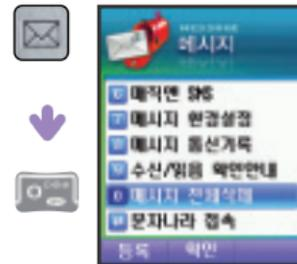 메시지
매직엔 SMS
메시지 환경설정
메시지 통신기록
수신/읽음 확인안내
메시지 전체삭제
문자나라 접속
등록 확인